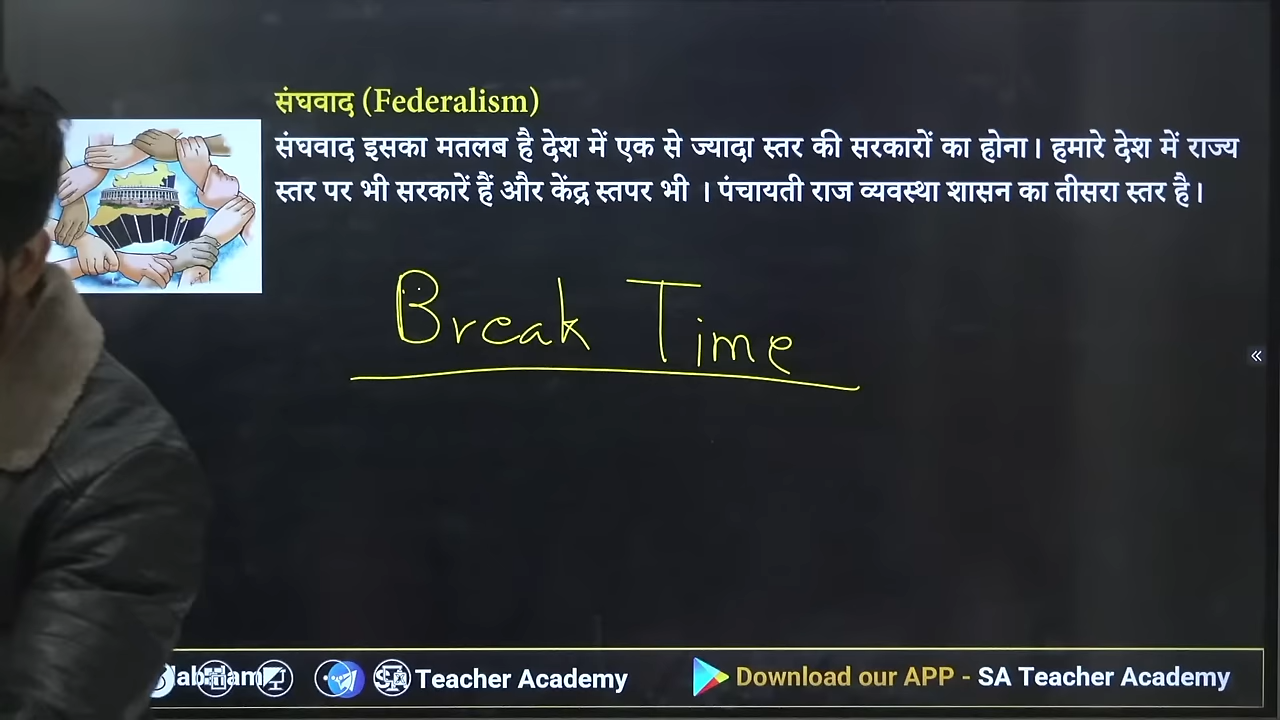 संघवाद (Federalism)
संघवाद इसका मतलब है देश में एक से ज्यादा स्तर की सरकारों का होना। हमारे देश में राज्य
स्तर पर भी सरकारें हैं और केंद्र स्तपर भी । पंचायती राज व्यवस्था शासन का तीसरा स्तर है।
Break Time
«
Teacher Academy
Download our APP - SA Teacher Academy